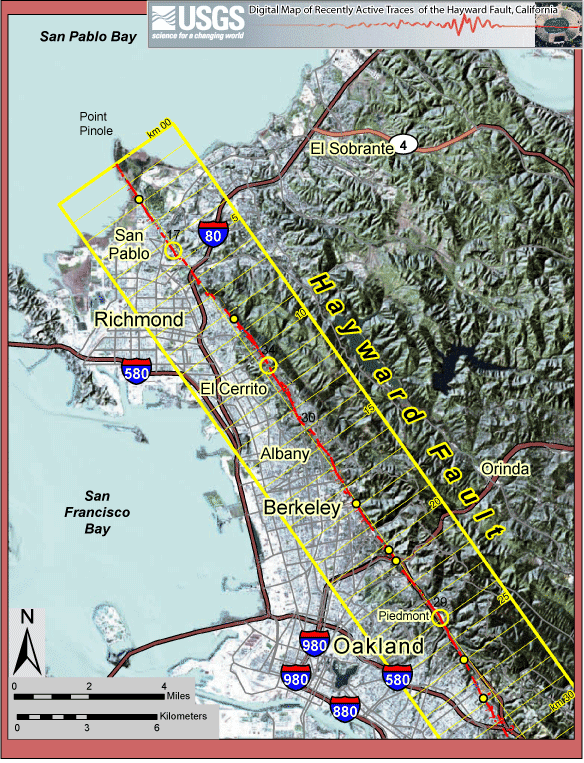 USGS
science for a changing world
Digital Map of Recently Active Traces of the Hayward Fault, California
San Pablo Bay
Point
Pinole
km 00
El Sobrante
4
17
San
Pablo
80
5
Hayward Fault
10
Richmond
580
El Cerrito
15
Albany
Orinda
San
Francisco
Bay
Berkeley
20
25
29
Piedmont
N
980
Oakland
980
580
880
km 30
0 2 4
Miles
Kilometers
0 3 6